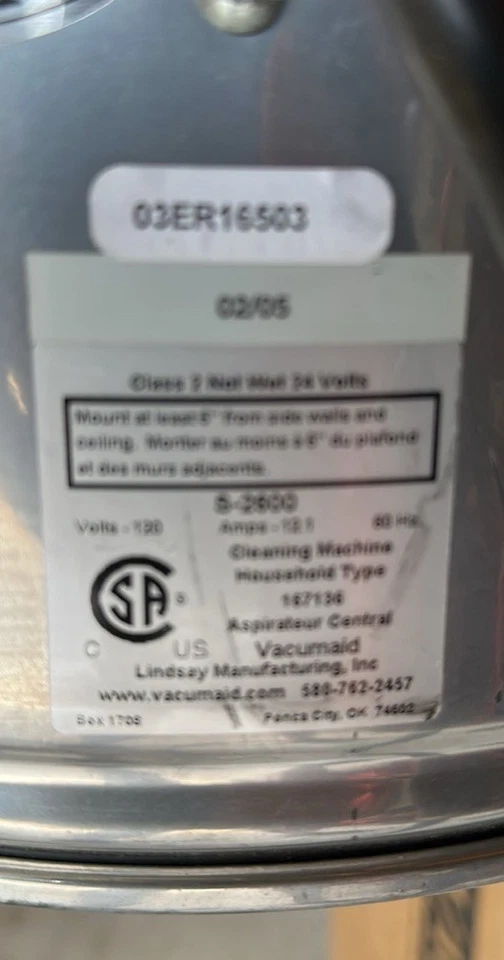 03ER16503
02/05
Class 2 Not Wet 24 Volts
Mount at least 6" from side walls and
ceiling. Monter au moins à 6" du plafond
et des murs adjacents.
S-2600
Volts - 120 Amps - 12.1 60 Hz.
Cleaning Machine
Household Type
167136
Aspirateur Central
CSA ®
C US Vacumaid
Lindsay Manufacturing, Inc
www.vacumaid.com 580-762-2457
Box 1708 Ponca City, OK 74602